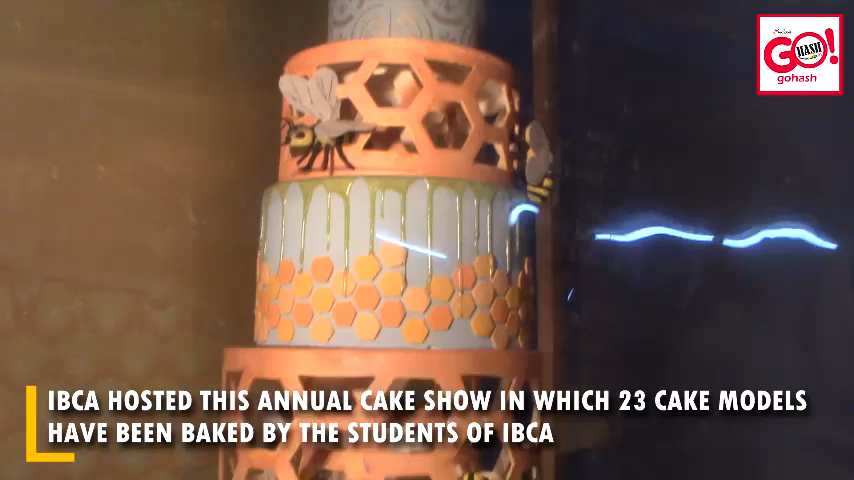 GO!
HASH
gohash
IBCA HOSTED THIS ANNUAL CAKE SHOW IN WHICH 23 CAKE MODELS
HAVE BEEN BAKED BY THE STUDENTS OF IBCA